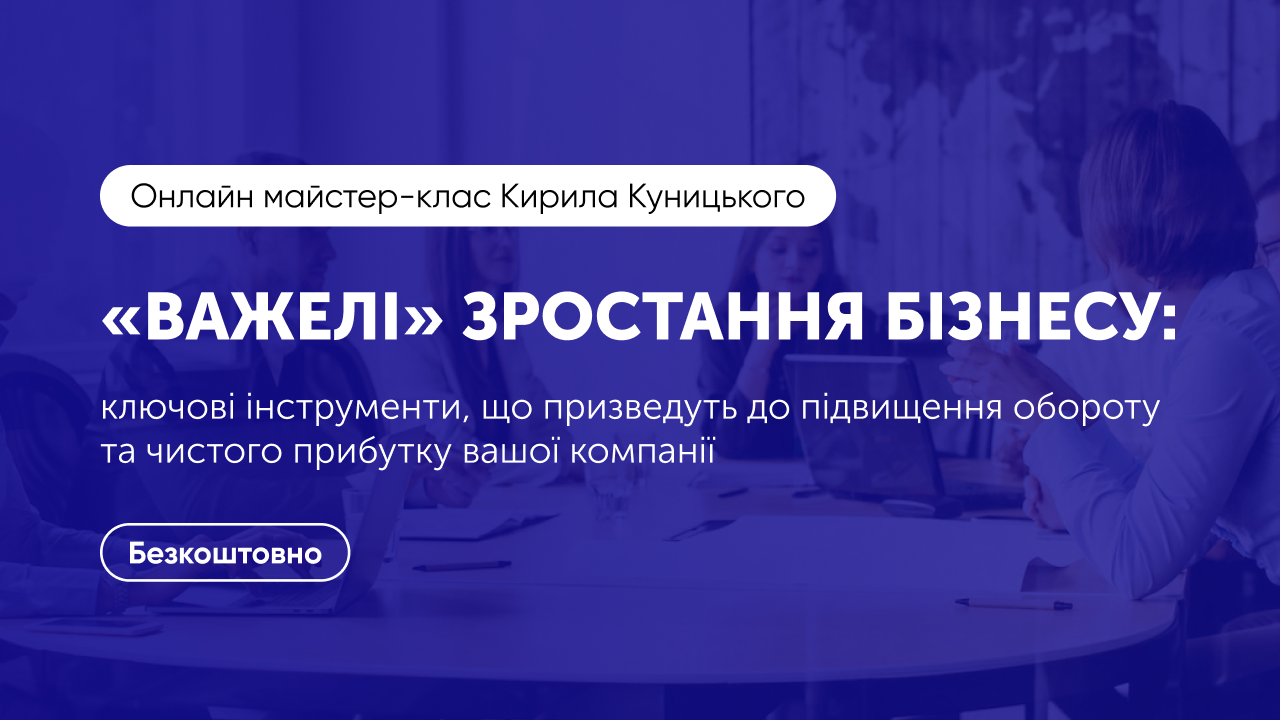 Онлайн майстер-клас Кирила Куницького
«ВАЖЕЛІ» ЗРОСТАННЯ БІЗНЕСУ:
ключові інструменти, що призведуть до підвищення обороту
та чистого прибутку вашої компанії
Безкоштовно